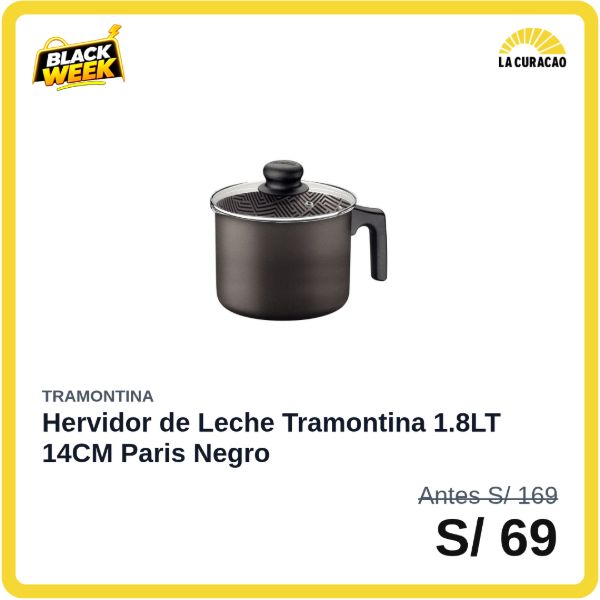 BLACK
WEEK
LA CURACAO
TRAMONTINA
Hervidor de Leche Tramontina 1.8LT
14CM Paris Negro
Antes S/ 169
S/ 69